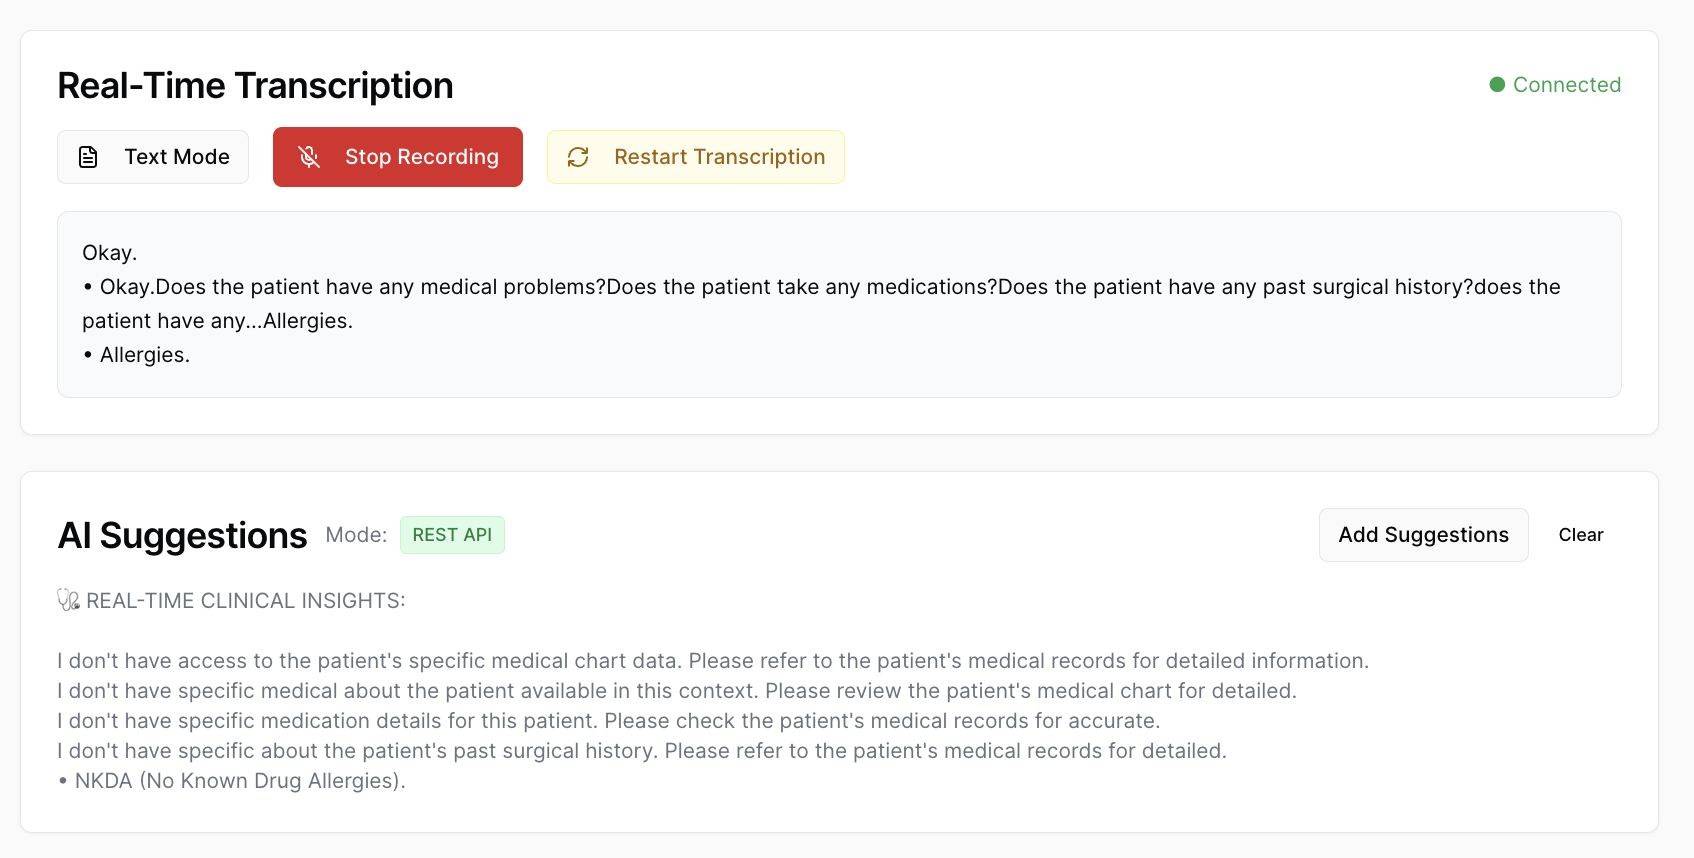 Real-Time Transcription
Connected
Text Mode
Stop Recording
Restart Transcription
Okay.
• Okay.Does the patient have any medical problems?Does the patient take any medications?Does the patient have any past surgical history?does the
patient have any...Allergies.
• Allergies.
AI Suggestions
Mode:
REST API
Add Suggestions
Clear
🩺 REAL-TIME CLINICAL INSIGHTS:
I don't have access to the patient's specific medical chart data. Please refer to the patient's medical records for detailed information.
I don't have specific medical about the patient available in this context. Please review the patient's medical chart for detailed.
I don't have specific medication details for this patient. Please check the patient's medical records for accurate.
I don't have specific about the patient's past surgical history. Please refer to the patient's medical records for detailed.
• NKDA (No Known Drug Allergies).